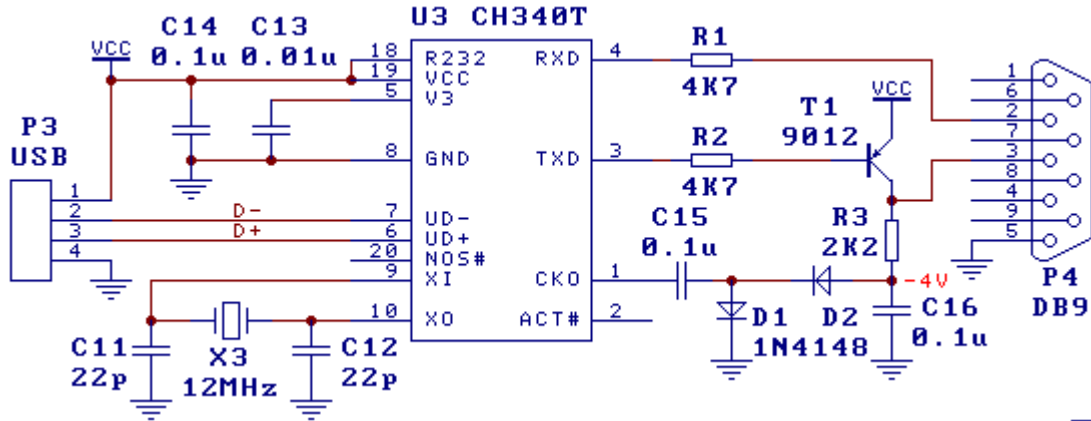 U3 CH340T
C14
0.1u
C13
0.01u
VCC
18
R232
19
VCC
5
V3
8
GND
7
UD-
6
UD+
20
NOS#
9
XI
10
XO
RXD
4
TXD
3
CKO
1
ACT#
2
P3
USB
1
2
3
4
D-
D+
C11
22p
X3
12MHz
C12
22p
R1
4K7
R2
4K7
T1
9012
VCC
C15
0.1u
R3
2K2
-4V
D1
1N4148
D2
C16
0.1u
1
6
2
7
3
8
4
9
5
P4
DB9